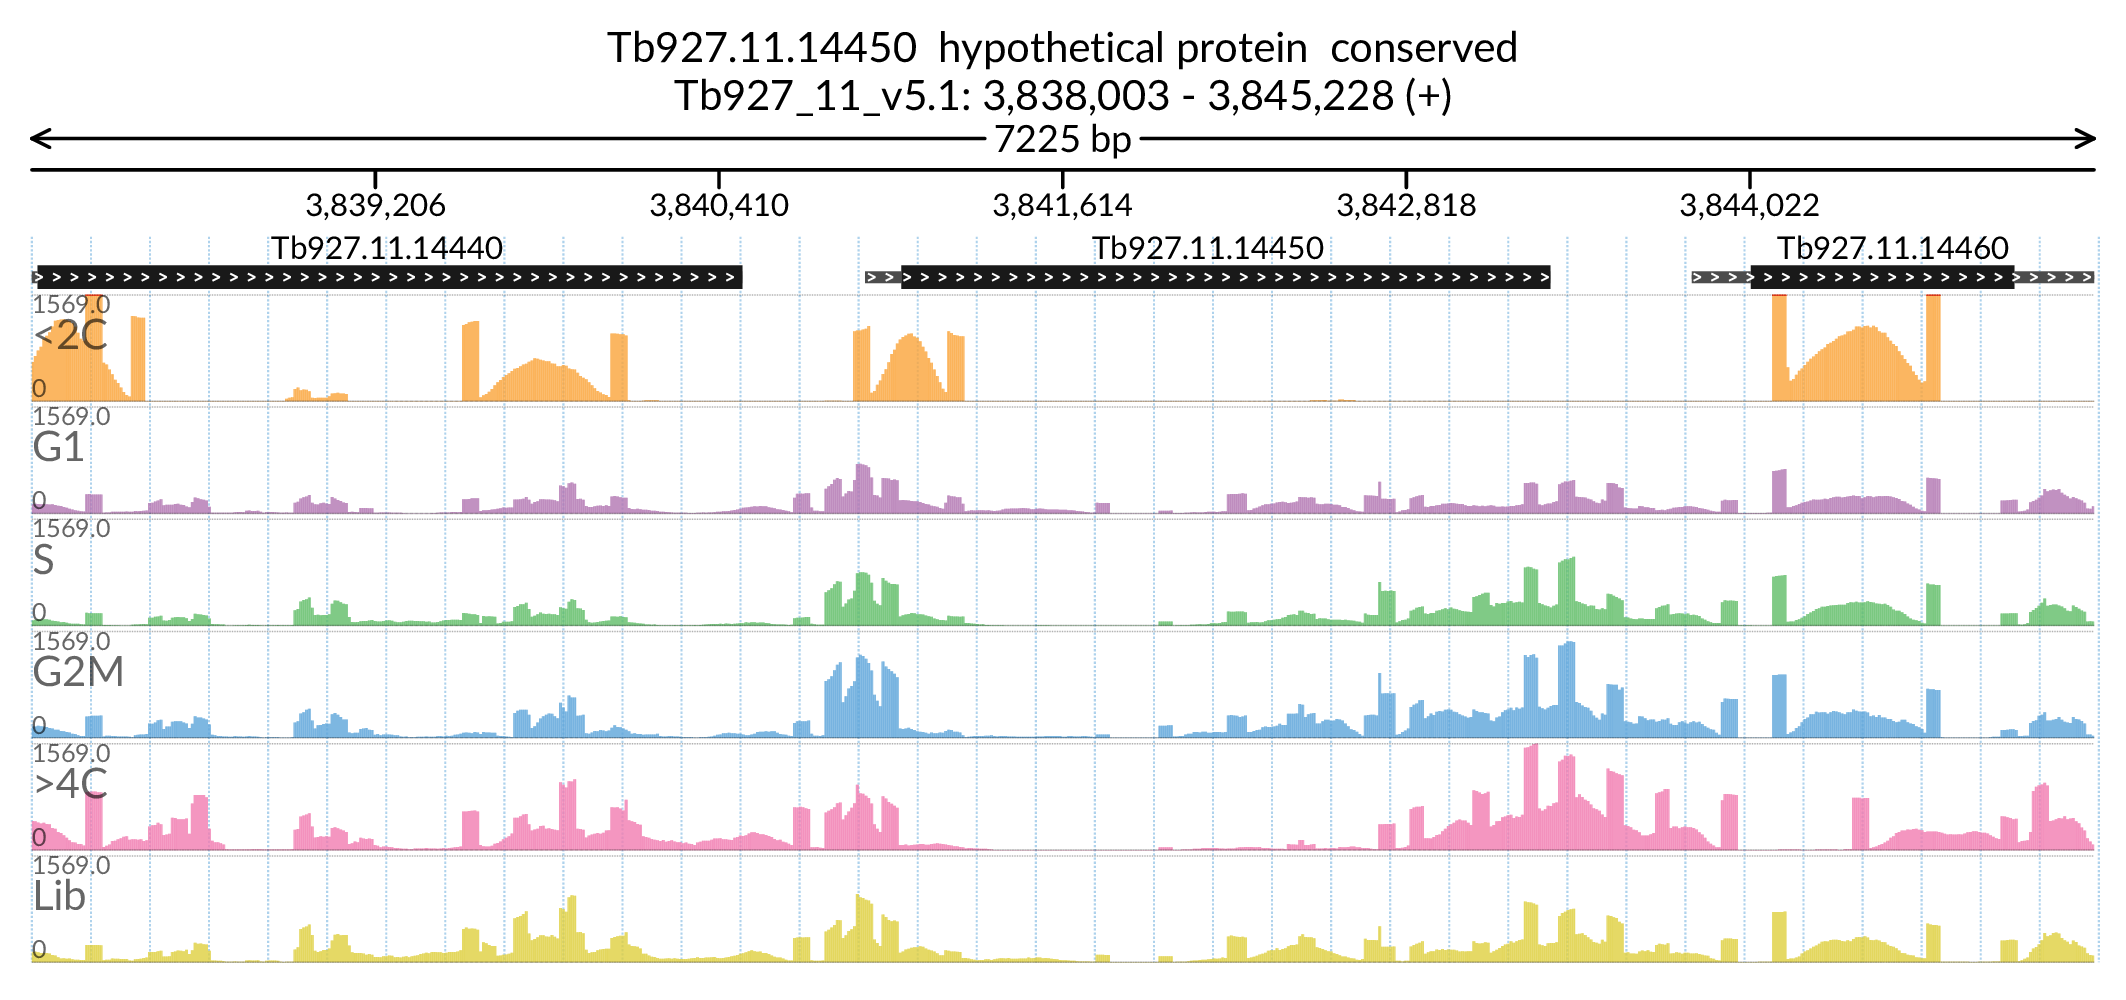 Tb927.11.14450 hypothetical protein conserved
Tb927_11_v5.1: 3,838,003 - 3,845,228 (+)
7225 bp
3,839,206 3,840,410 3,841,614 3,842,818 3,844,022
Tb927.11.14440 Tb927.11.14450 Tb927.11.14460
1569.0
<2C
0
1569.0
G1
0
1569.0
S
0
1569.0
G2M
0
1569.0
>4C
0
1569.0
Lib
0